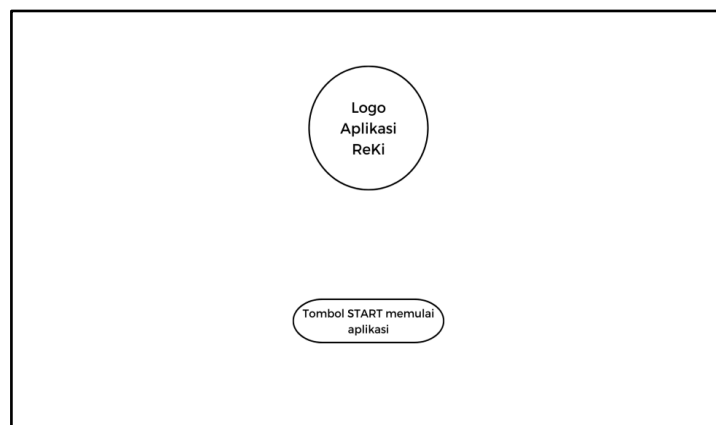 Logo
Aplikasi
ReKi
Tombol START memulai
aplikasi